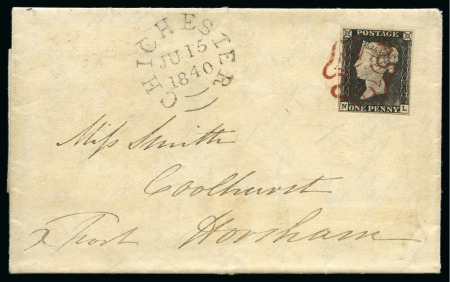 CHICHESTER
JU 15
1840
POSTAGE
N ONE PENNY L
Miss Smith
Coolhurst
Horsham